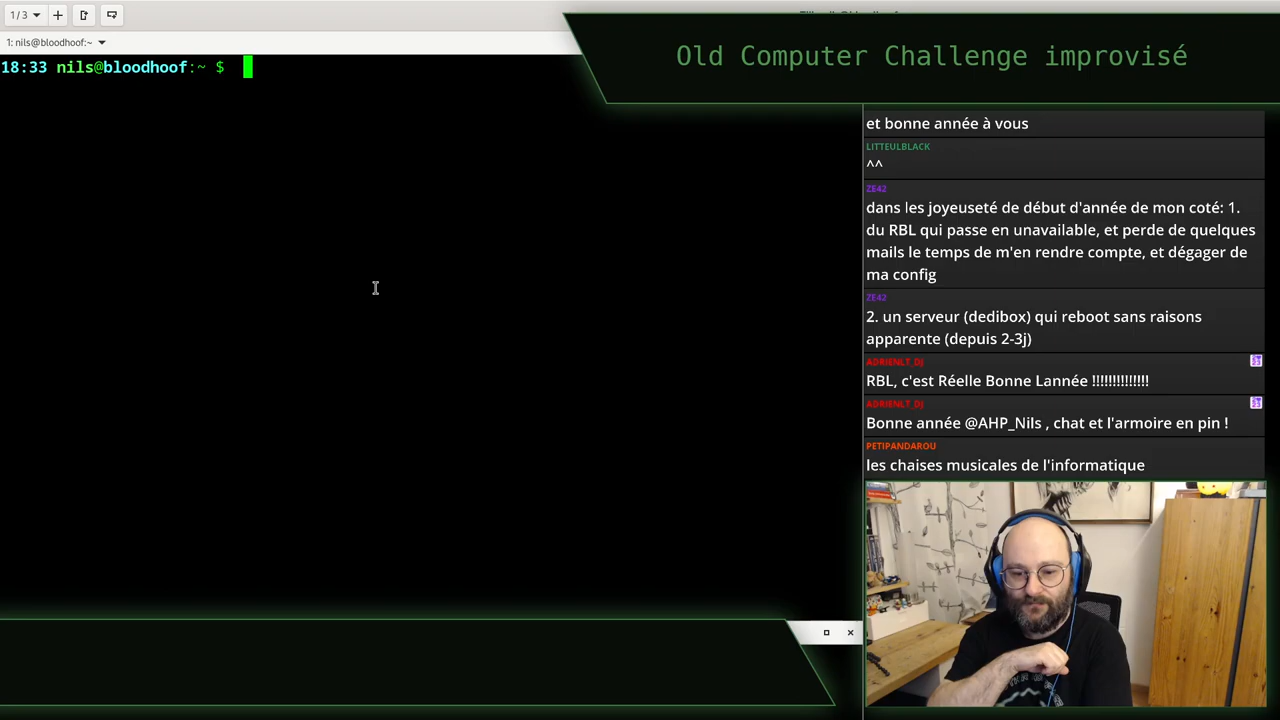 1/3
1: nils@bloodhoof:~
18:33 nils@bloodhoof:~ $
Old Computer Challenge improvisé
et bonne année à vous
LITTEULBLACK
^^
ZE42
dans les joyeuseté de début d'année de mon coté: 1.
du RBL qui passe en unavailable, et perde de quelques
mails le temps de m'en rendre compte, et dégager de
ma config
ZE42
2. un serveur (dedibox) qui reboot sans raisons
apparente (depuis 2-3j)
ADRIENLT_DJ
RBL, c'est Réelle Bonne Lannée !!!!!!!!!!!!!!
ADRIENLT_DJ
Bonne année @AHP_Nils , chat et l'armoire en pin !
PETIPANDAROU
les chaises musicales de l'informatique